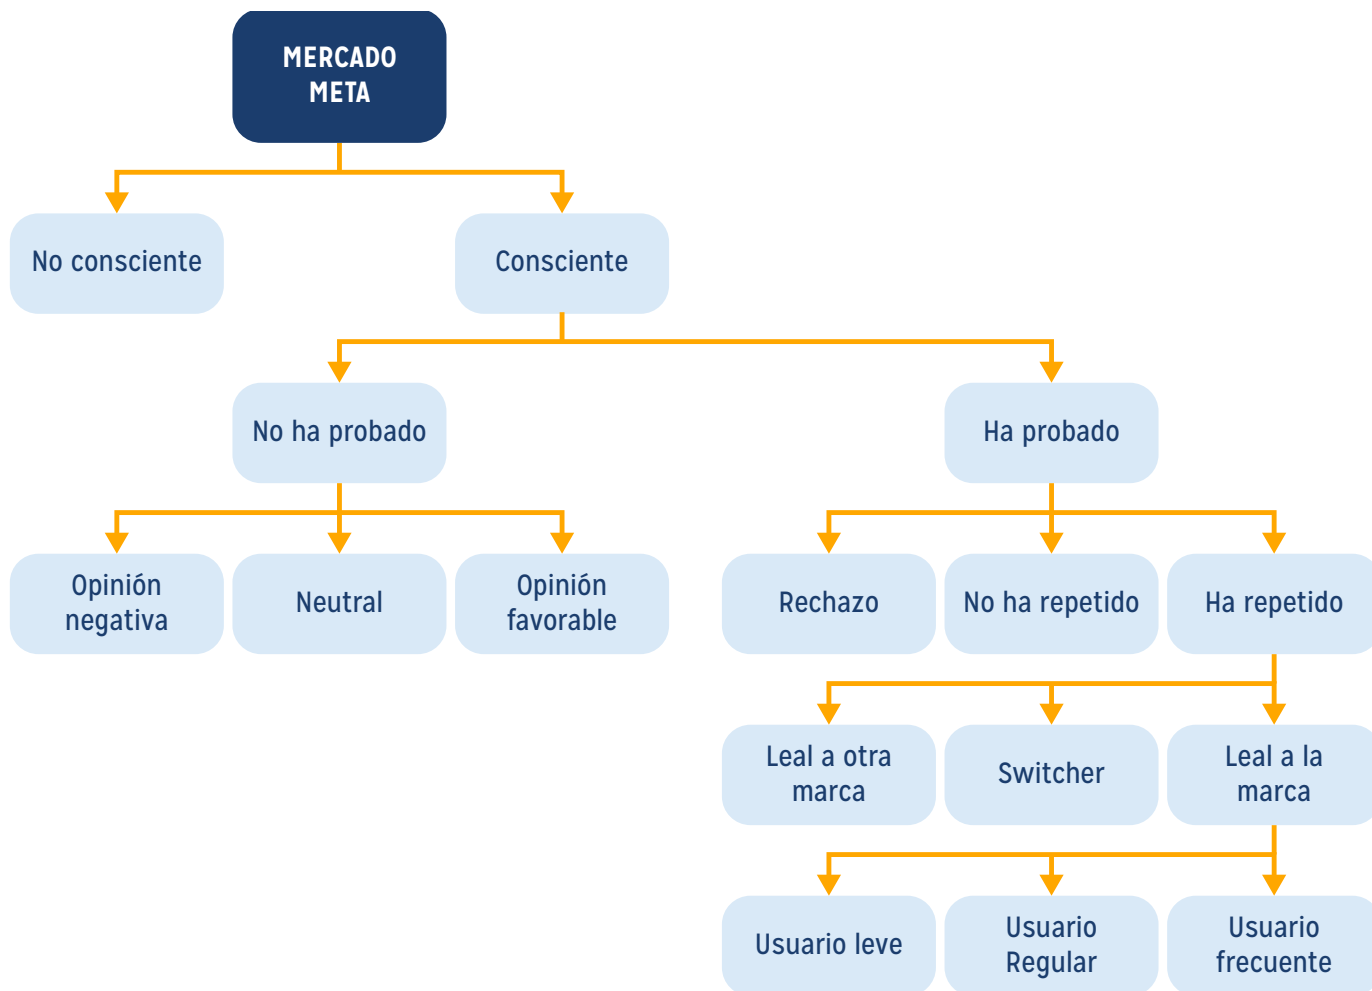 MERCADO
META
No consciente
Consciente
No ha probado
Ha probado
Opinión
negativa
Neutral
Opinión
favorable
Rechazo
No ha repetido
Ha repetido
Leal a otra
marca
Switcher
Leal a la
marca
Usuario leve
Usuario
Regular
Usuario
frecuente